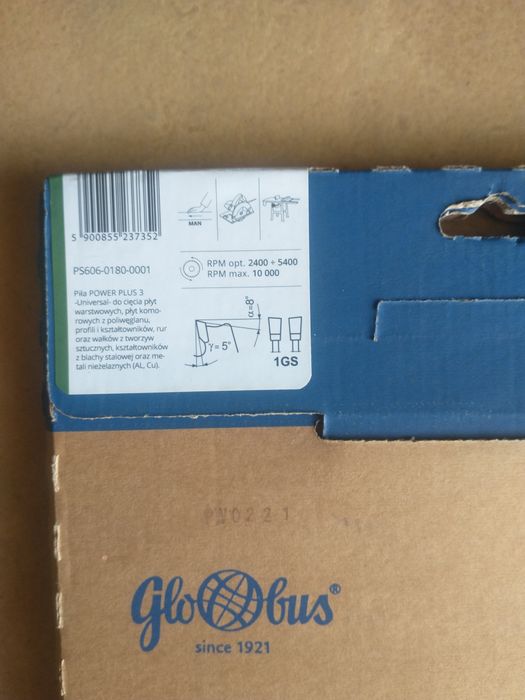 5 900855 237352
MAN
PS606-0180-0001
RPM opt. 2400 ÷ 5400
RPM max. 10 000
Piła POWER PLUS 3
-Universal- do cięcia płyt
warstwowych, płyt komo-
rowych z poliwęglanu,
profili i kształtowników, rur
oraz wałków z tworzyw
sztucznych, kształtowników
z blachy stalowej oraz me-
tali nieżelaznych (AL, Cu).
α=8°
γ=5°
1GS
PW0221
Globus®
since 1921